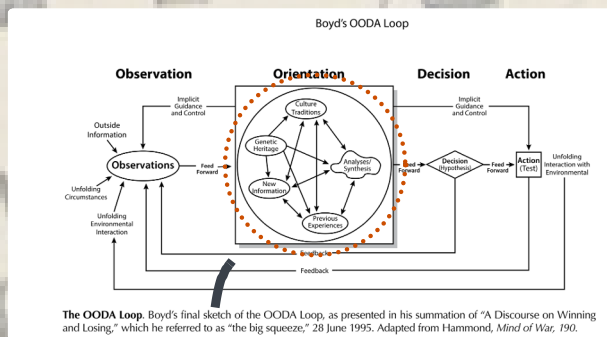 Boyd's OODA Loop
Observation
Orientation
Decision
Action
Implicit
Guidance
and Control
Outside
Information
Observations
Unfolding
Circumstances
Unfolding
Environmental
Interaction
Feed
Forward
Culture
Traditions
Genetic
Heritage
Analyses/
Synthesis
New
Information
Previous
Experiences
Feed
Forward
Implicit
Guidance
and Control
Decision
(Hypothesis)
Feed
Forward
Action
(Test)
Unfolding
Interaction with
Environmental
Feedback
Feedback
The OODA Loop. Boyd's final sketch of the OODA Loop, as presented in his summation of "A Discourse on Winning
and Losing," which he referred to as "the big squeeze," 28 June 1995. Adapted from Hammond, Mind of War, 190.